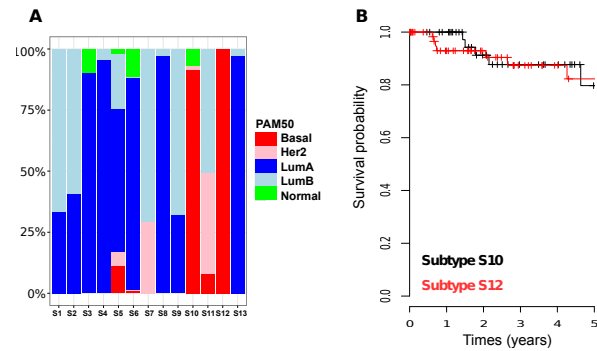 A
100%
75%
50%
25%
0%
S1 S2 S3 S4 S5 S6 S7 S8 S9 S10 S11 S12 S13
PAM50
Basal
Her2
LumA
LumB
Normal
B
Survival probability
1.0
0.8
0.6
0.4
0.2
0.0
Subtype S10
Subtype S12
0 1 2 3 4 5
Times (years)